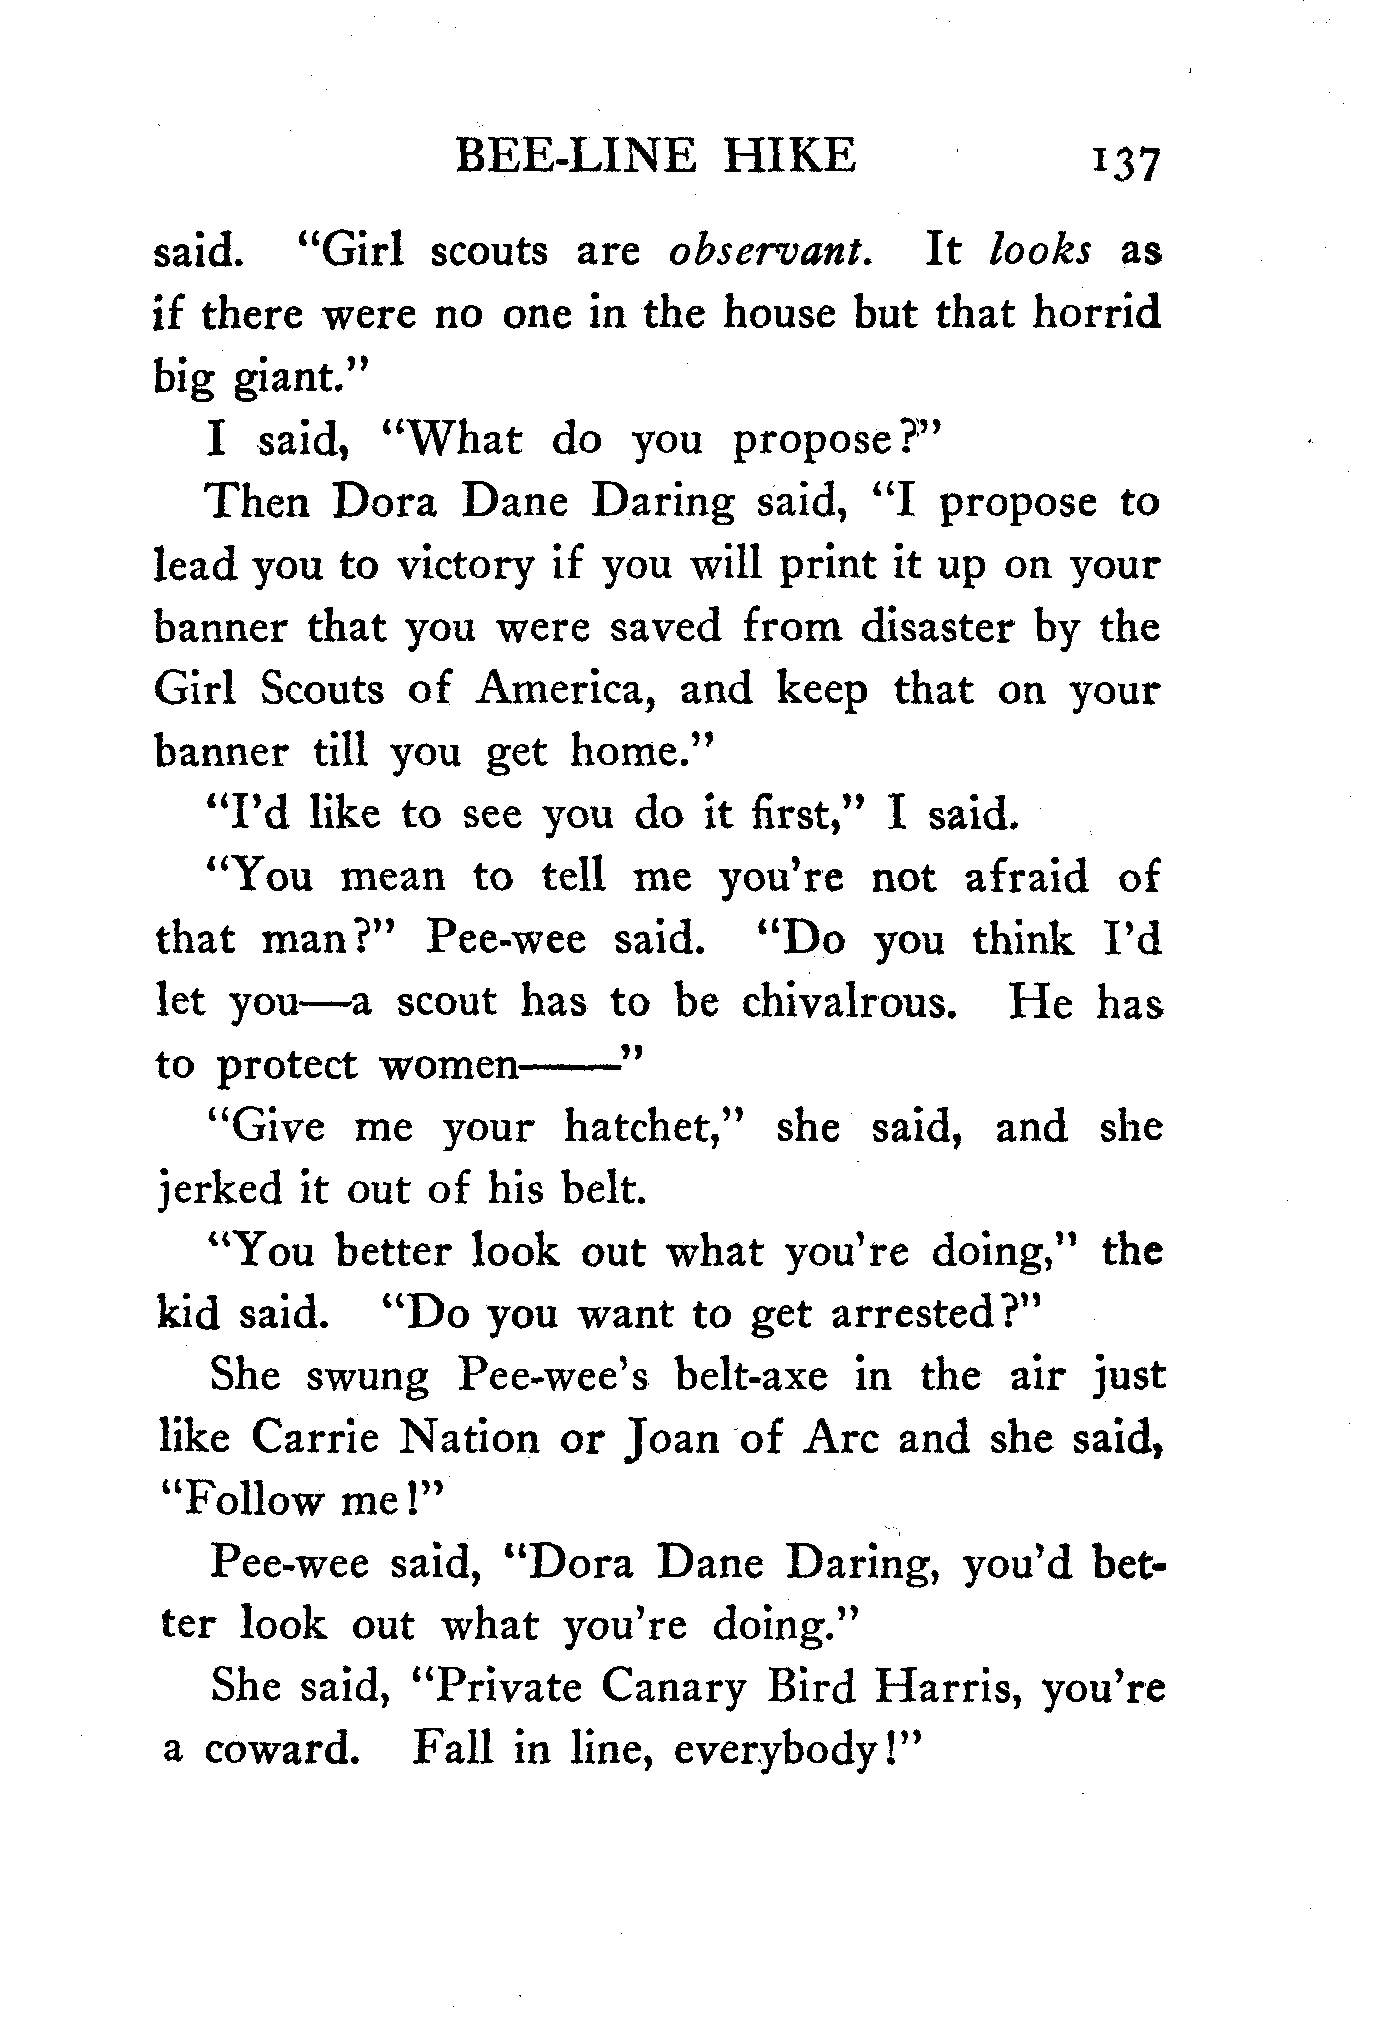 BEE-LINE HIKE 137
said. "Girl scouts are observant. It looks as
if there were no one in the house but that horrid
big giant."
I said, "What do you propose?"
Then Dora Dane Daring said, "I propose to
lead you to victory if you will print it up on your
banner that you were saved from disaster by the
Girl Scouts of America, and keep that on your
banner till you get home."
"I'd like to see you do it first," I said.
"You mean to tell me you're not afraid of
that man?" Pee-wee said. "Do you think I'd
let you—a scout has to be chivalrous. He has
to protect women——"
"Give me your hatchet," she said, and she
jerked it out of his belt.
"You better look out what you're doing," the
kid said. "Do you want to get arrested?"
She swung Pee-wee's belt-axe in the air just
like Carrie Nation or Joan of Arc and she said,
"Follow me!"
Pee-wee said, "Dora Dane Daring, you'd bet-
ter look out what you're doing."
She said, "Private Canary Bird Harris, you're
a coward. Fall in line, everybody!"